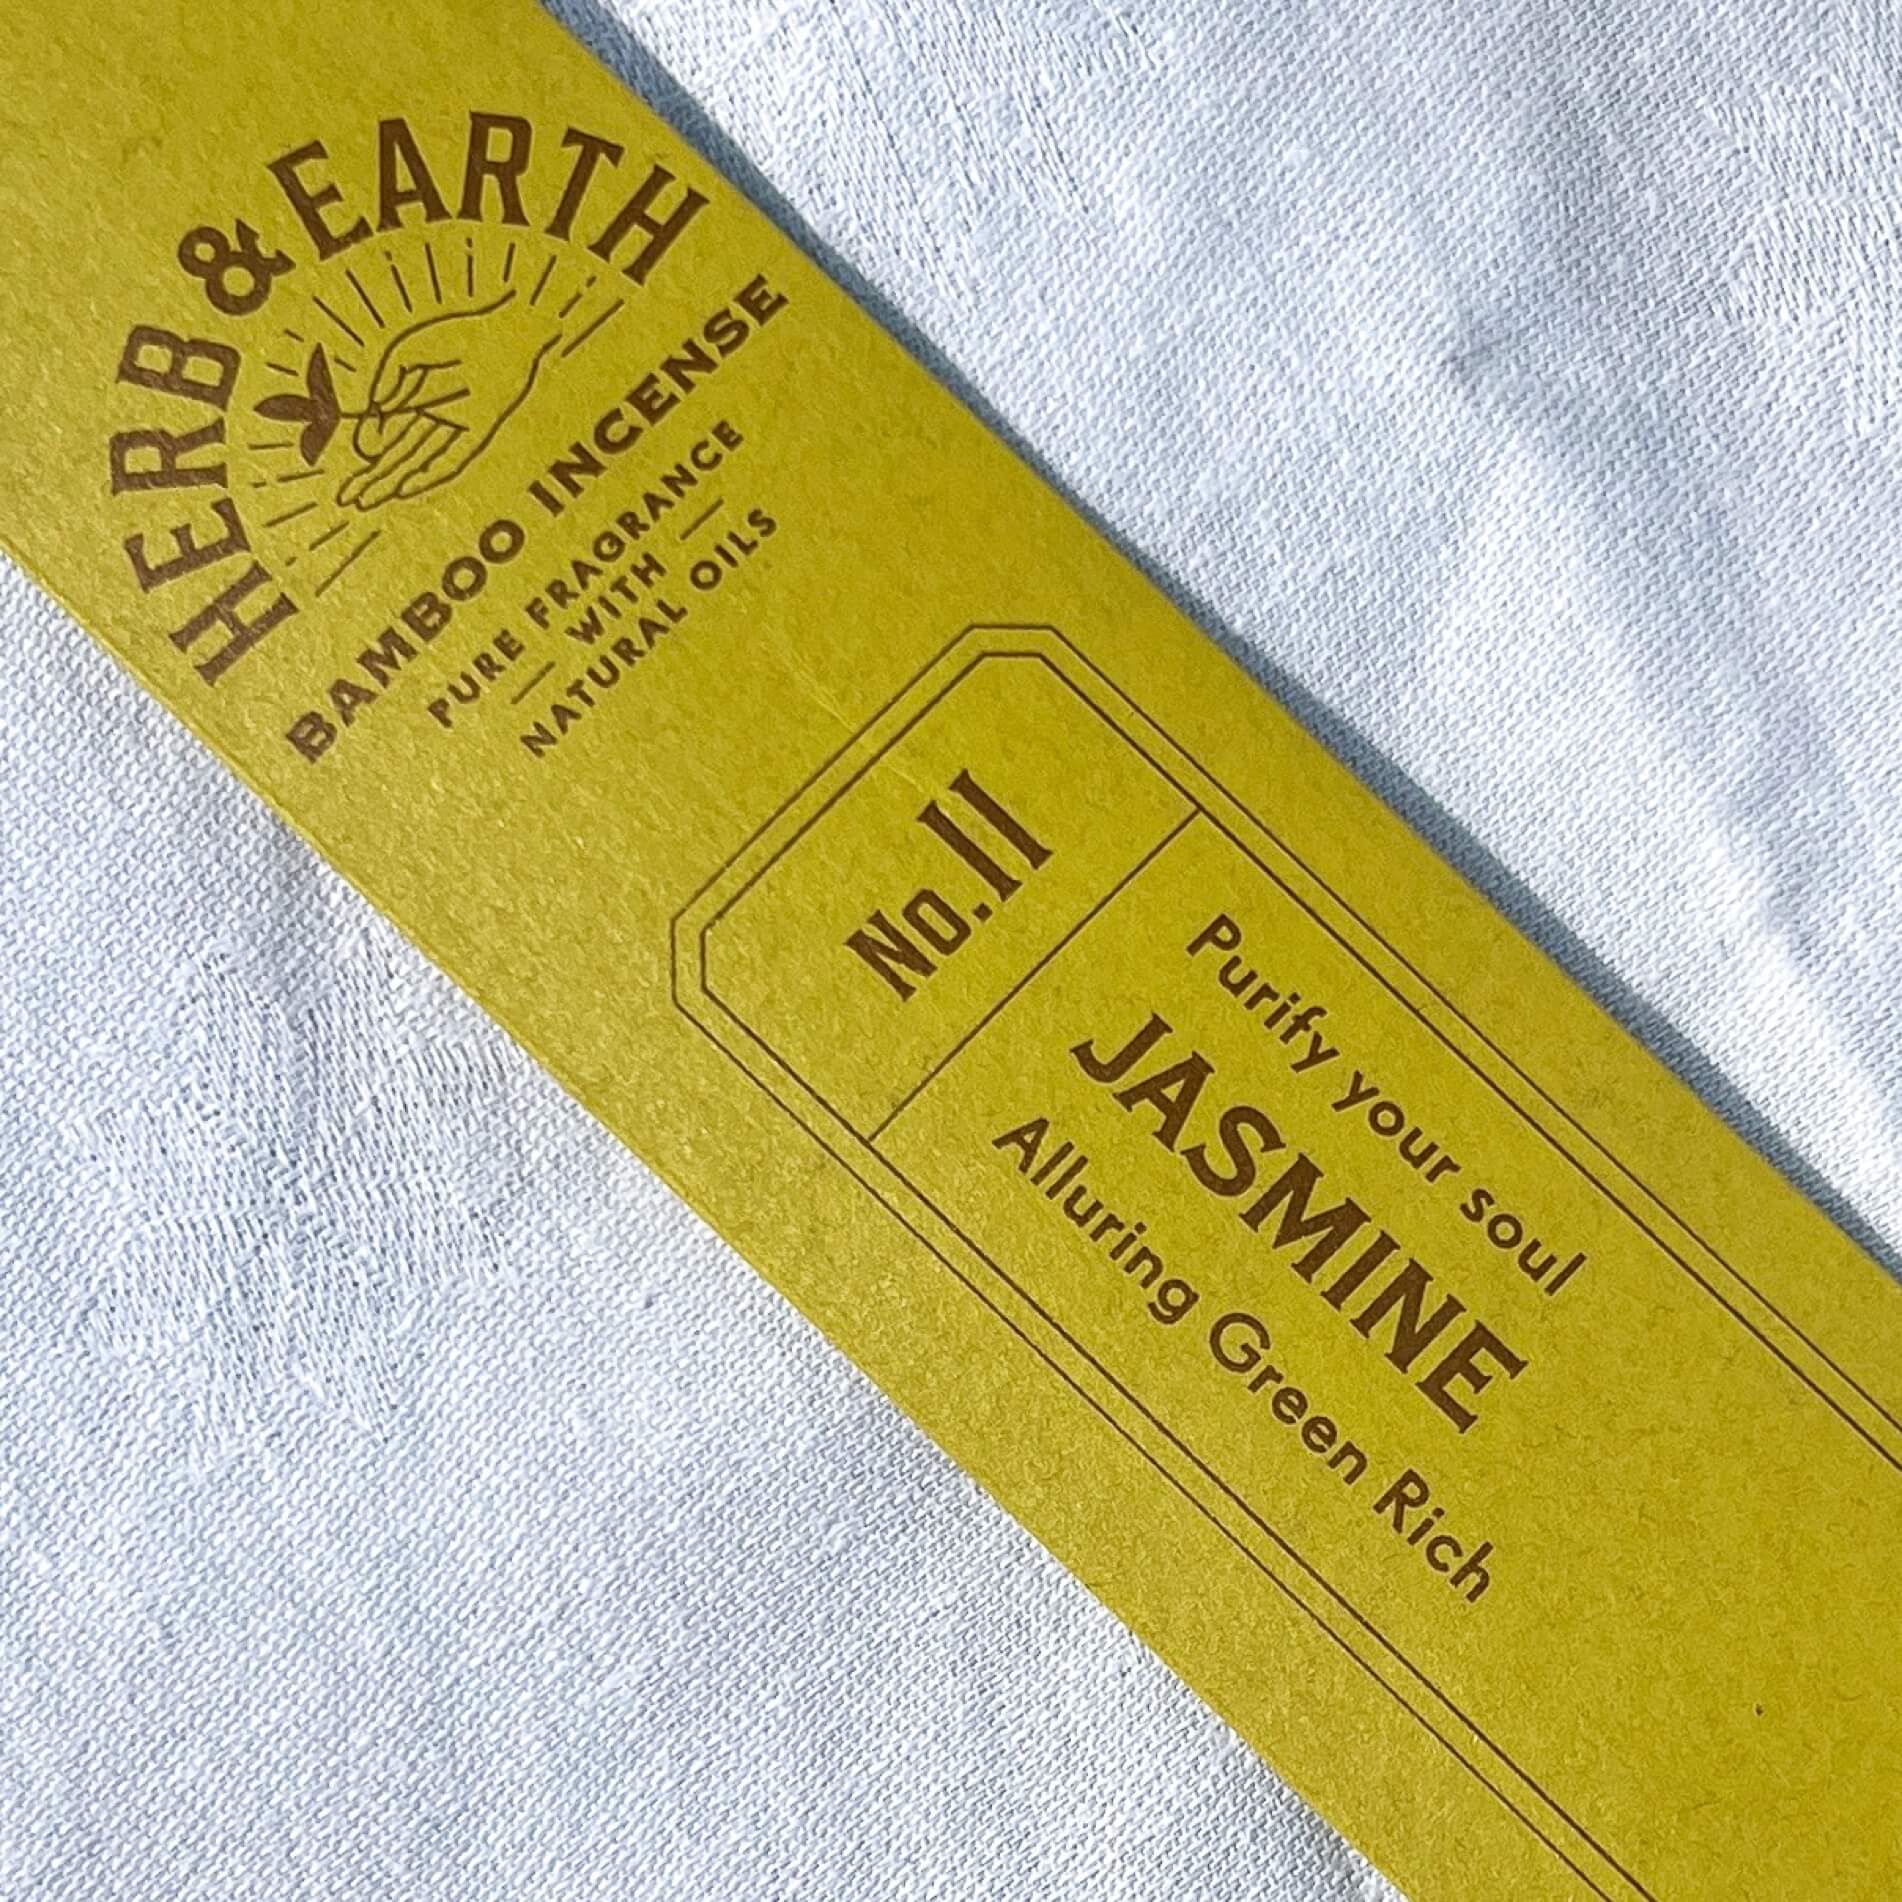 HERB & EARTH
BAMBOO INCENSE
PURE FRAGRANCE
WITH
NATURAL OILS
No.11
Purify your soul
JASMINE
Alluring Green Rich